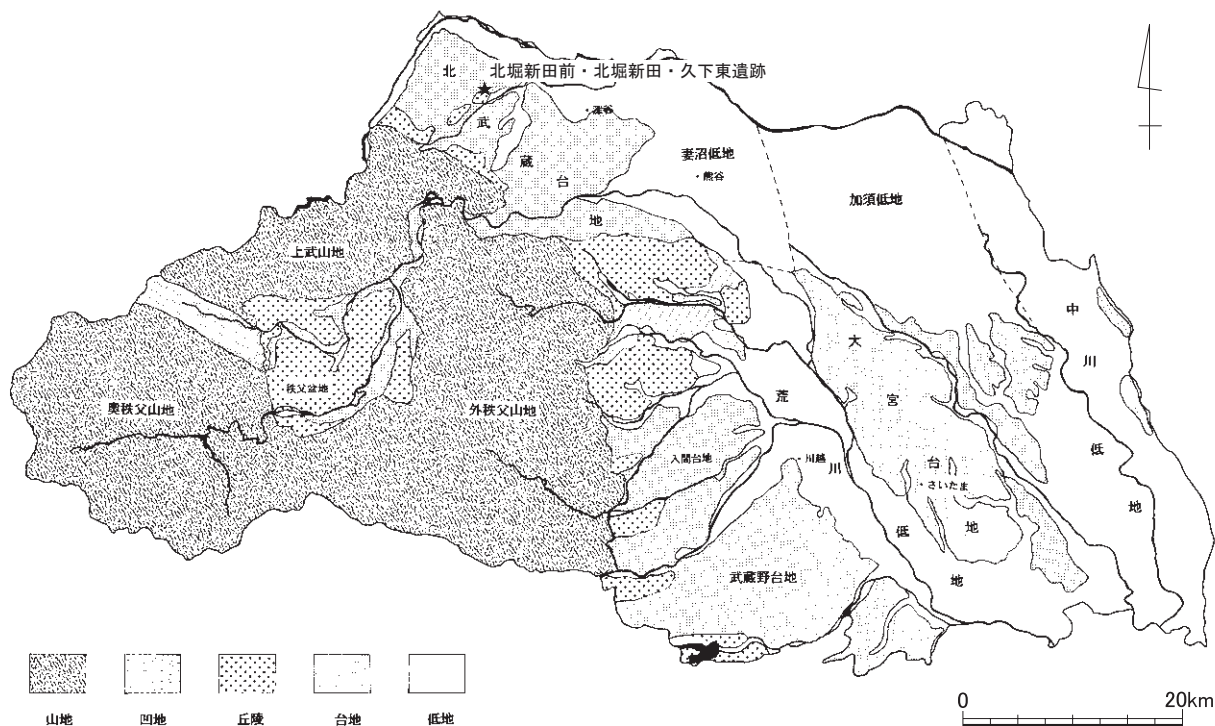 北堀新田前・北堀新田・久下東遺跡
北武蔵台地
・深谷
妻沼低地
・熊谷
加須低地
上武山地
秩父盆地
奥秩父山地
外秩父山地
中川低地
大宮台地
・さいたま
荒川低地
入間台地
・川越
武蔵野台地
山地 凹地 丘陵 台地 低地
0 20km